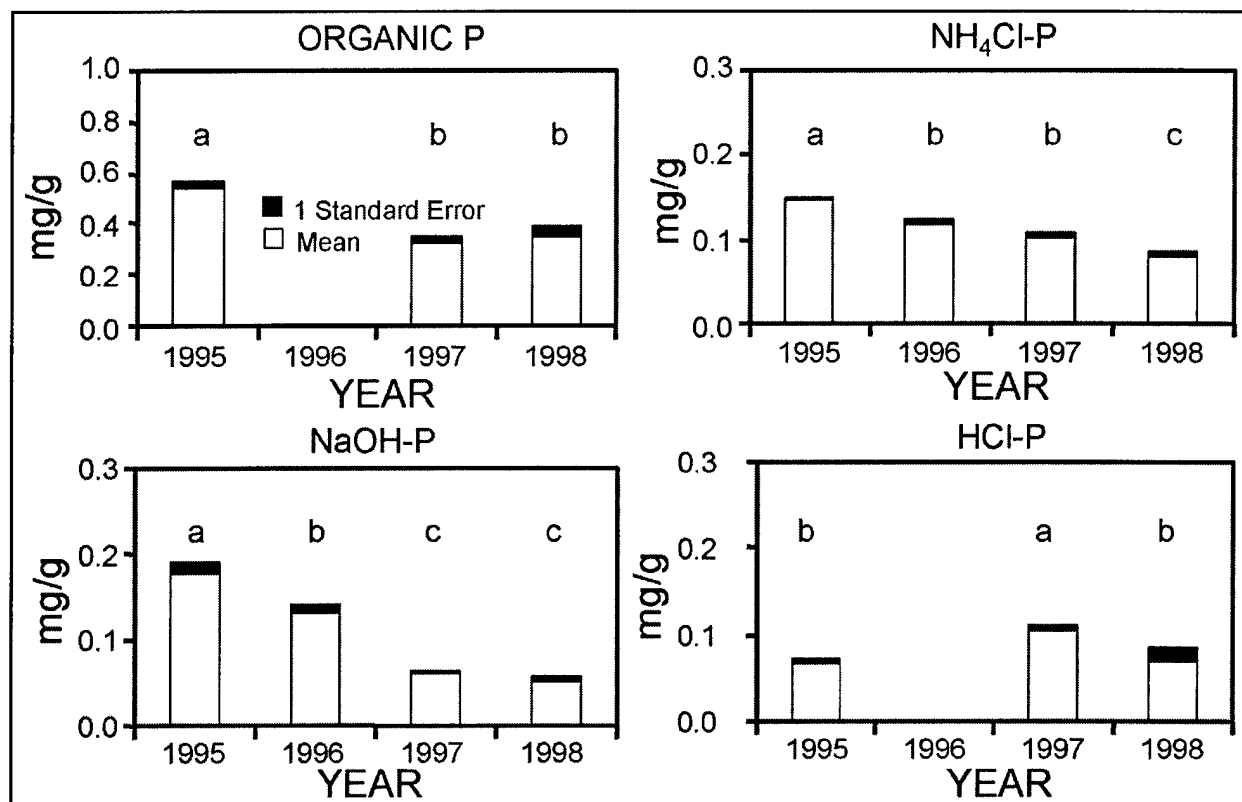 ORGANIC P
1.0
0.8
0.6
0.4
0.2
0.0
mg/g
a
b
b
1 Standard Error
Mean
1995
1996
1997
1998
YEAR
NH₄Cl-P
0.3
0.2
0.1
0.0
mg/g
a
b
b
c
1995
1996
1997
1998
YEAR
NaOH-P
0.3
0.2
0.1
0.0
mg/g
a
b
c
c
1995
1996
1997
1998
YEAR
HCl-P
0.3
0.2
0.1
0.0
mg/g
b
a
b
1995
1996
1997
1998
YEAR